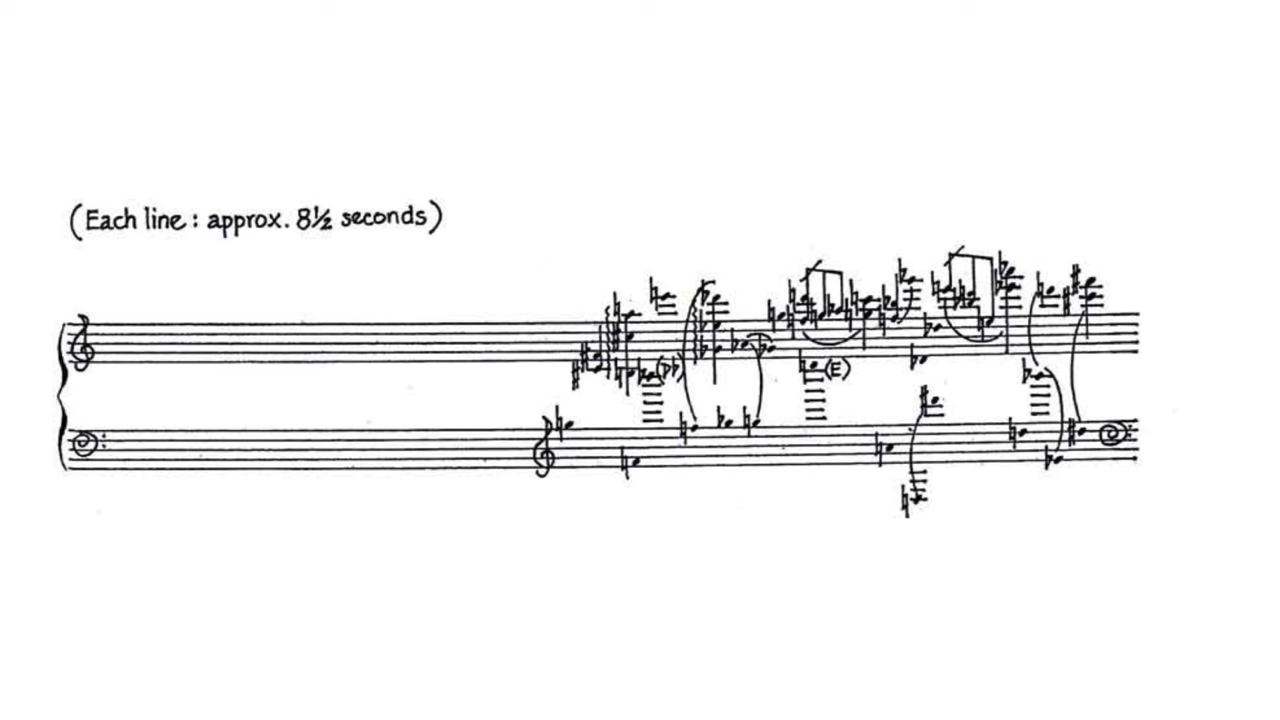 (Each line : approx. 8½ seconds)
(D♭)
(E)